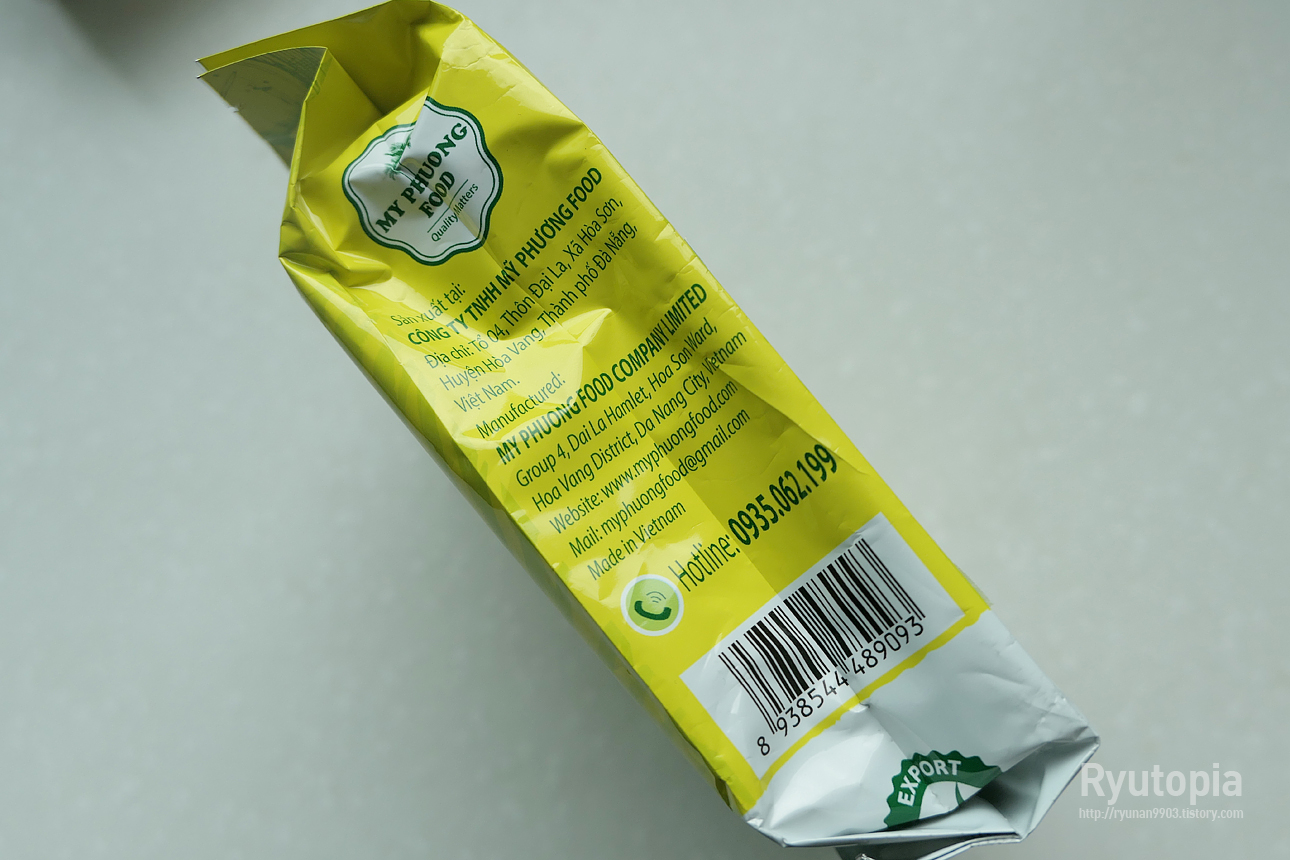 MY PHUONG
FOOD
Quality Matters
Sản xuất tại:
CÔNG TY TNHH MỸ PHƯƠNG FOOD
Địa chỉ: Tổ 04, Thôn Đại La, Xã Hòa Sơn,
Huyện Hòa Vang, Thành phố Đà Nẵng,
Việt Nam.
Manufactured:
MY PHUONG FOOD COMPANY LIMITED
Group 4, Dai La Hamlet, Hoa Son Ward,
Hoa Vang District, Da Nang City, Vietnam
Website: www.myphuongfood.com
Mail: myphuongfood@gmail.com
Made in Vietnam
Hotline: 0935.062.199
8 938544 489093
EXPORT
Ryutopia
http://ryunan9903.tistory.com